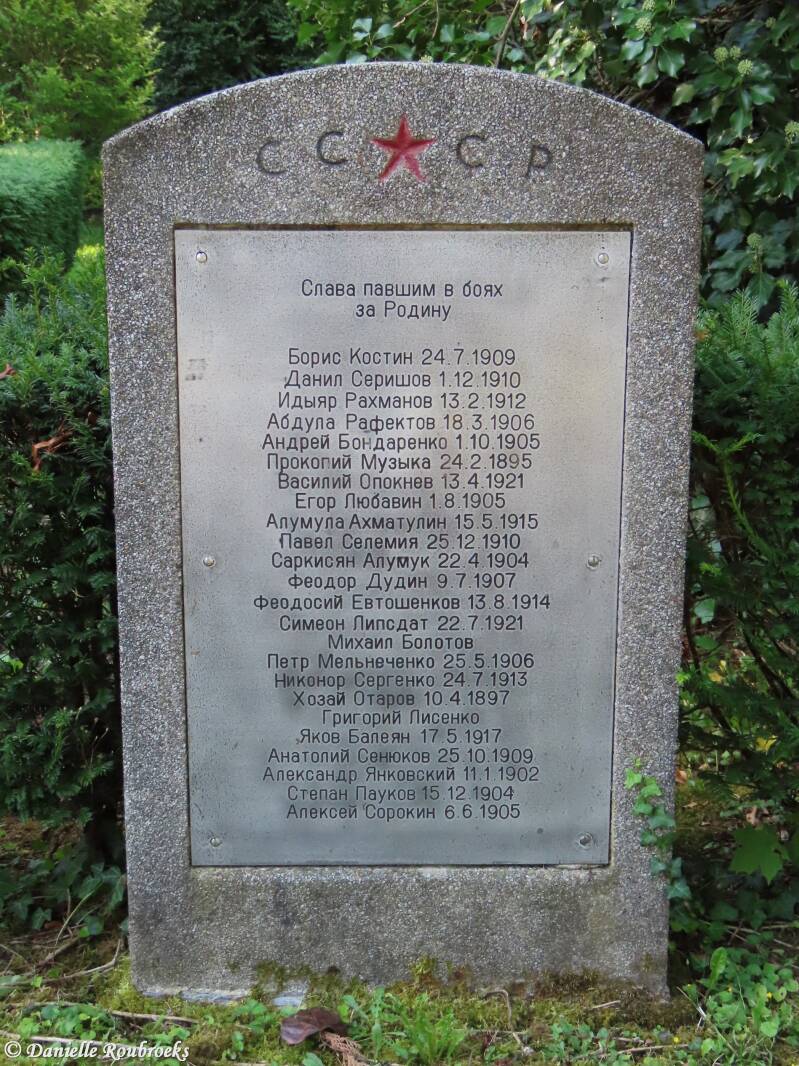 СС★СР
Слава павшим в боях
за Родину
Борис Костин 24.7.1909
Данил Серишов 1.12.1910
Идыяр Рахманов 13.2.1912
Абдула Рафектов 18.3.1906
Андрей Бондаренко 1.10.1905
Прокопий Музыка 24.2.1895
Василий Опокнев 13.4.1921
Егор Любавин 1.8.1905
Алумула Ахматулин 15.5.1915
Павел Селемия 25.12.1910
Саркисян Алумук 22.4.1904
Феодор Дудин 9.7.1907
Феодосий Евтошенков 13.8.1914
Симеон Липсдат 22.7.1921
Михаил Болотов
Петр Мельнеченко 25.5.1906
Никонор Сергенко 24.7.1913
Хозай Отаров 10.4.1897
Григорий Лисенко
Яков Балеян 17.5.1917
Анатолий Сенюков 25.10.1909
Александр Янковский 11.1.1902
Степан Пауков 15.12.1904
Алексей Сорокин 6.6.1905
© Danielle Roubroeks